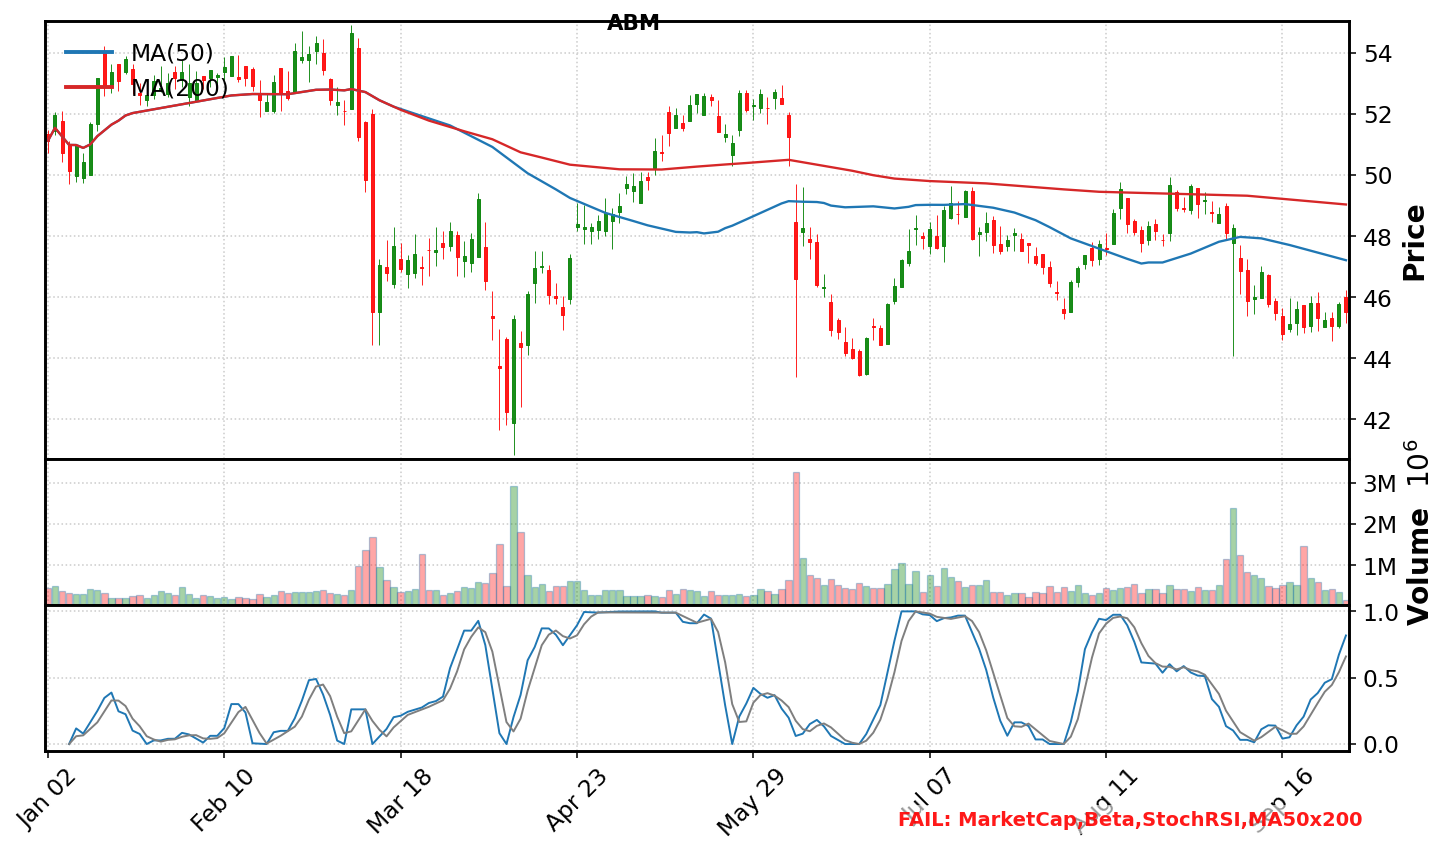 ABM
MA(50)
MA(200)
54
52
50
48
46
44
42
Price
3M
2M
1M
Volume 10⁶
1.0
0.5
0.0
Jan 02
Feb 10
Mar 18
Apr 23
May 29
Jul 07
Aug 11
Sep 16
FAIL: MarketCap,Beta,StochRSI,MA50x200